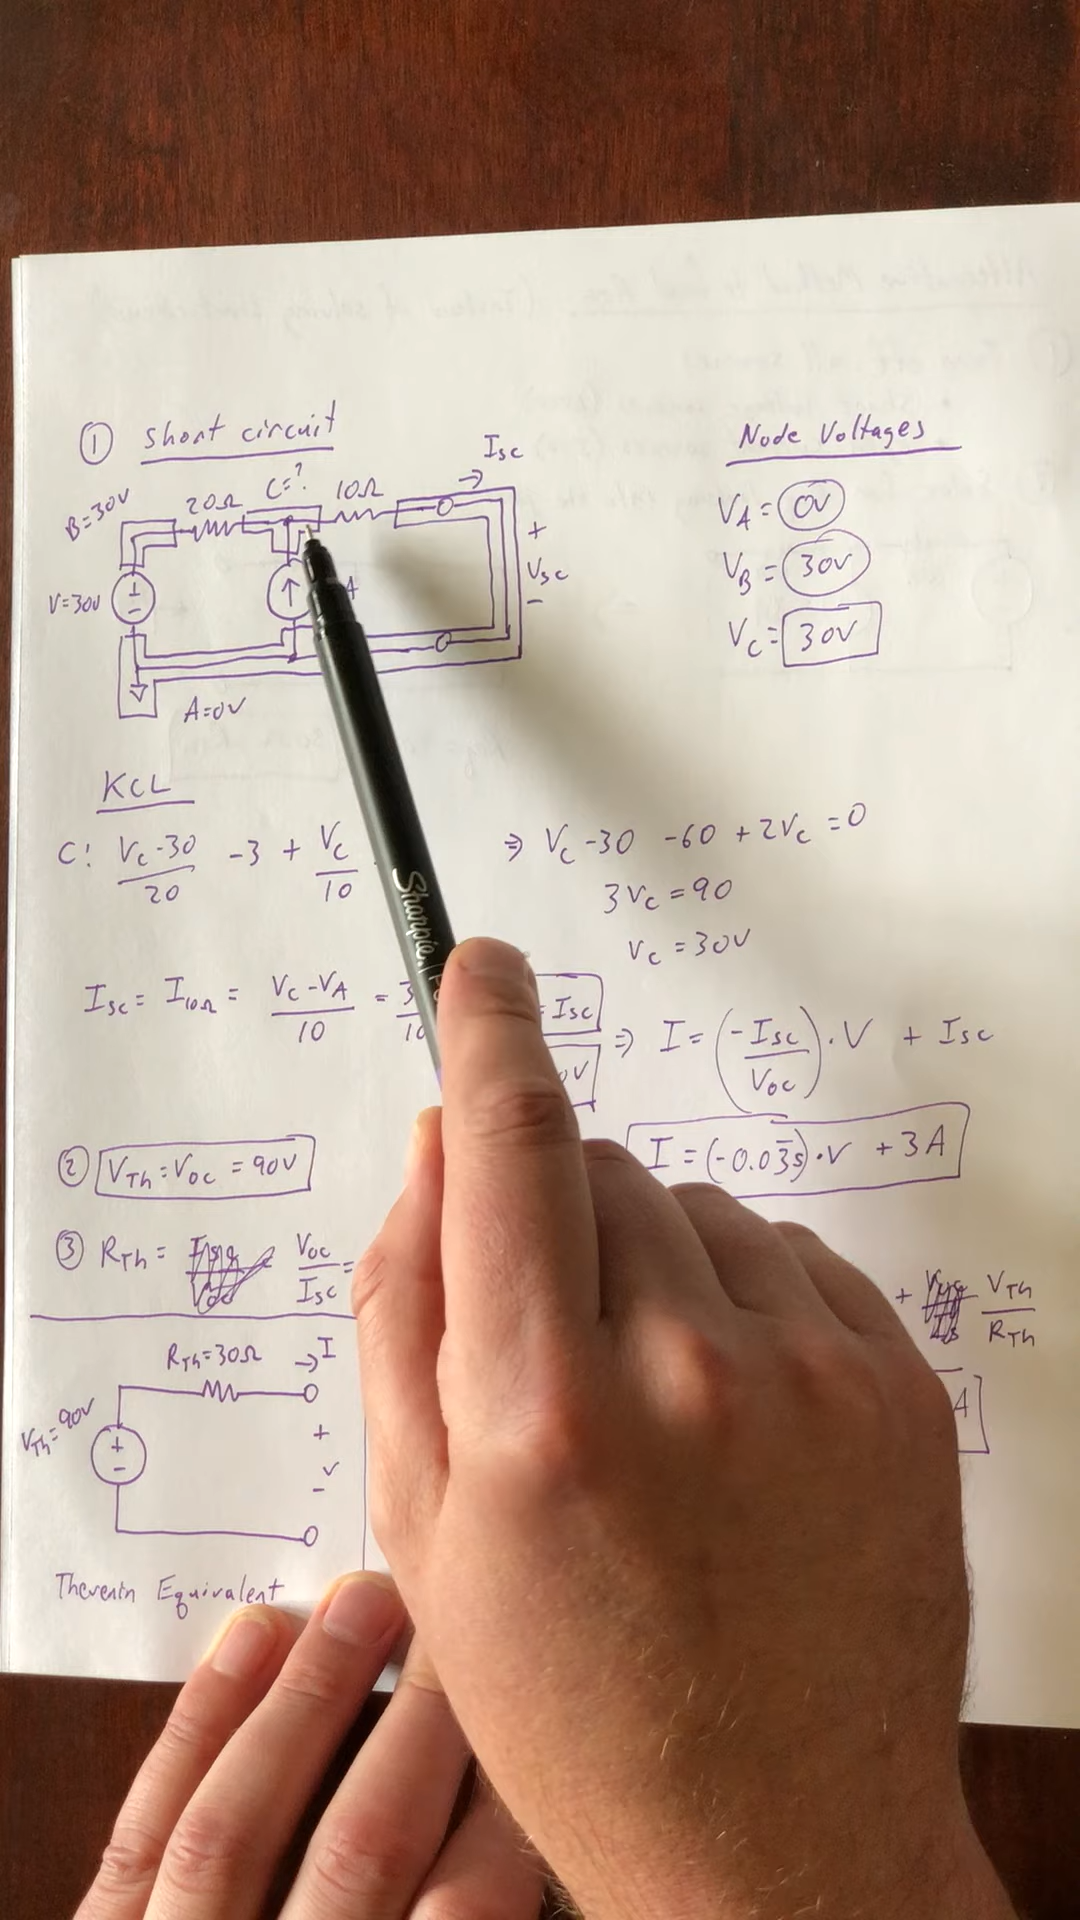 ① Short circuit
Isc
Node Voltages
B=30V
20Ω
C=?
10Ω
VA = 0V
+
Vsc
-
VB = 30V
V=30V
+
-
A
VC = 30V
A=0V
KCL
C: VC-30/20 -3 + VC/10
⇒ VC -30 -60 +2VC =0
3VC =90
VC =30V
Isc = I10Ω = VC-VA/10 = 3 /10
= Isc
V
⇒ I= (-Isc/Voc)·V + Isc
② VTh=Voc =90V
I =(-0.03̅s)·V +3A
③ RTh = Voc/Isc =
+ VTh/RTh
RTh=30Ω
→I
A
VTh=90V
+
-
+
V
-
Thevenin Equivalent
Sharpie.